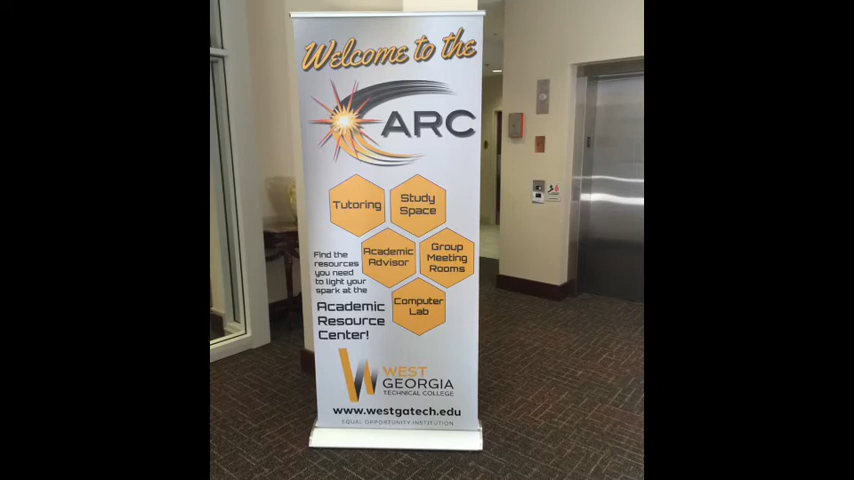 Welcome to the
ARC
Tutoring
Study
Space
Academic
Advisor
Group
Meeting
Rooms
Computer
Lab
Find the
resources
you need
to light your
spark at the
Academic
Resource
Center!
W
WEST
GEORGIA
TECHNICAL COLLEGE
www.westgatech.edu
EQUAL OPPORTUNITY INSTITUTION